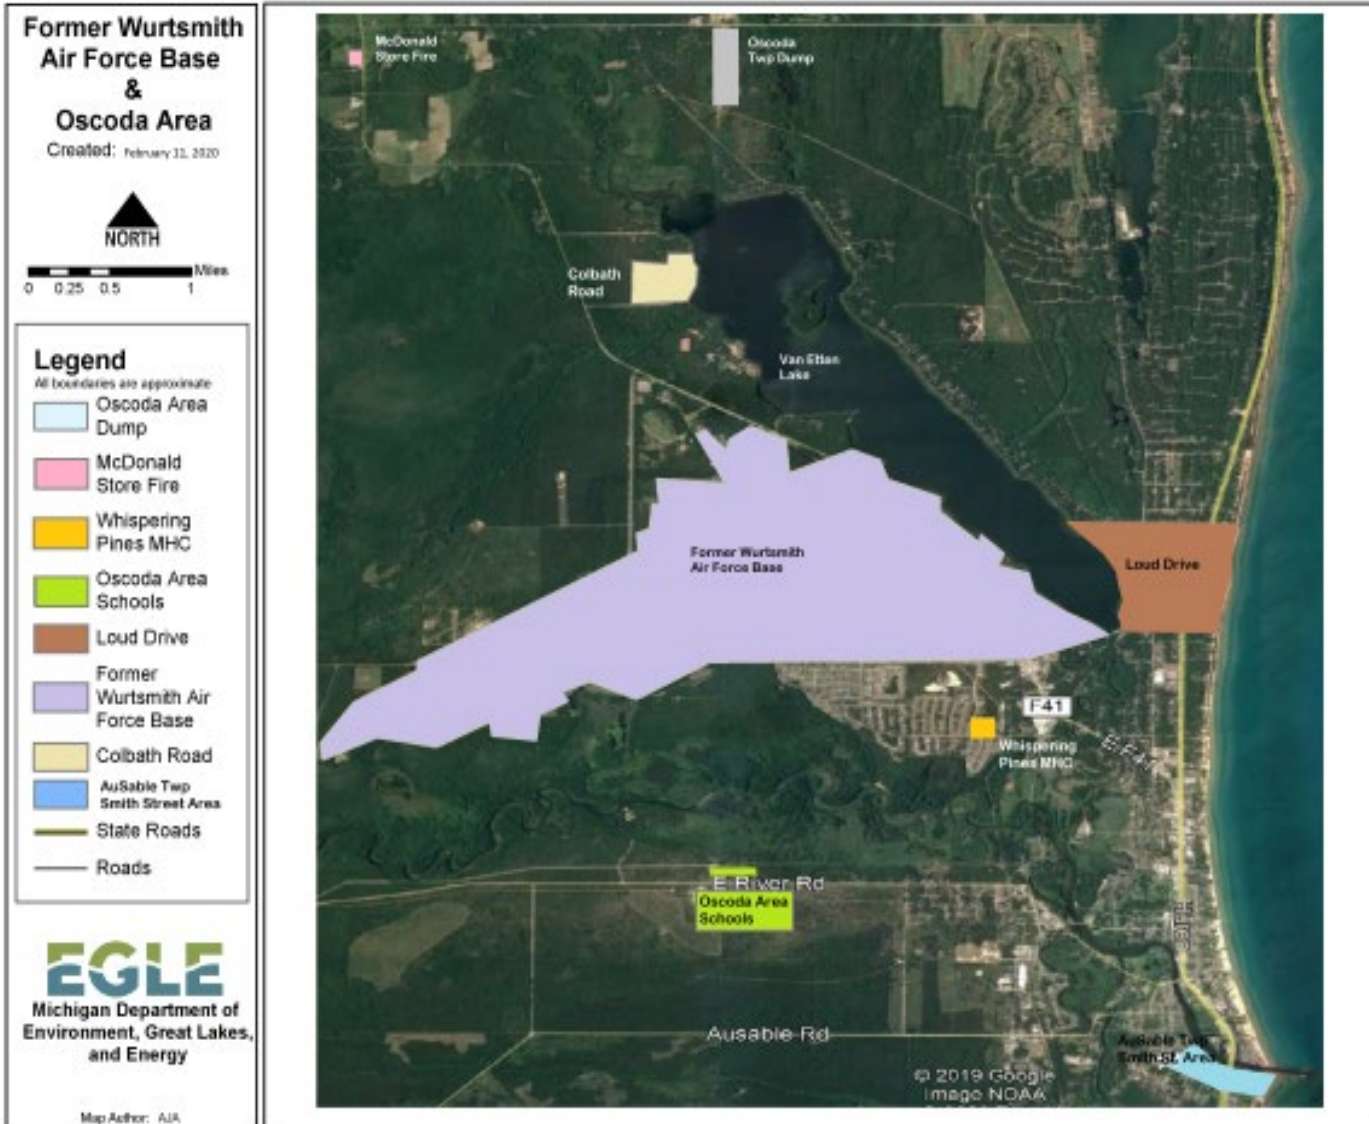 Former Wurtsmith
Air Force Base
&
Oscoda Area
Created: February 11, 2020
NORTH
Miles
0 0.25 0.5 1
Legend
All boundaries are approximate
Oscoda Area
Dump
McDonald
Store Fire
Whispering
Pines MHC
Oscoda Area
Schools
Loud Drive
Former
Wurtsmith Air
Force Base
Colbath Road
AuSable Twp
Smith Street Area
State Roads
Roads
EGLE
Michigan Department of
Environment, Great Lakes,
and Energy
Map Author: AJA
McDonald
Store Fire
Oscoda
Twp Dump
Colbath
Road
Van Etten
Lake
Former Wurtsmith
Air Force Base
Loud Drive
F41
Whispering
Pines MHC
E F41
E River Rd
Oscoda Area
Schools
Ausable Rd
AuSable Twp
Smith St. Area
© 2019 Google
Image NOAA